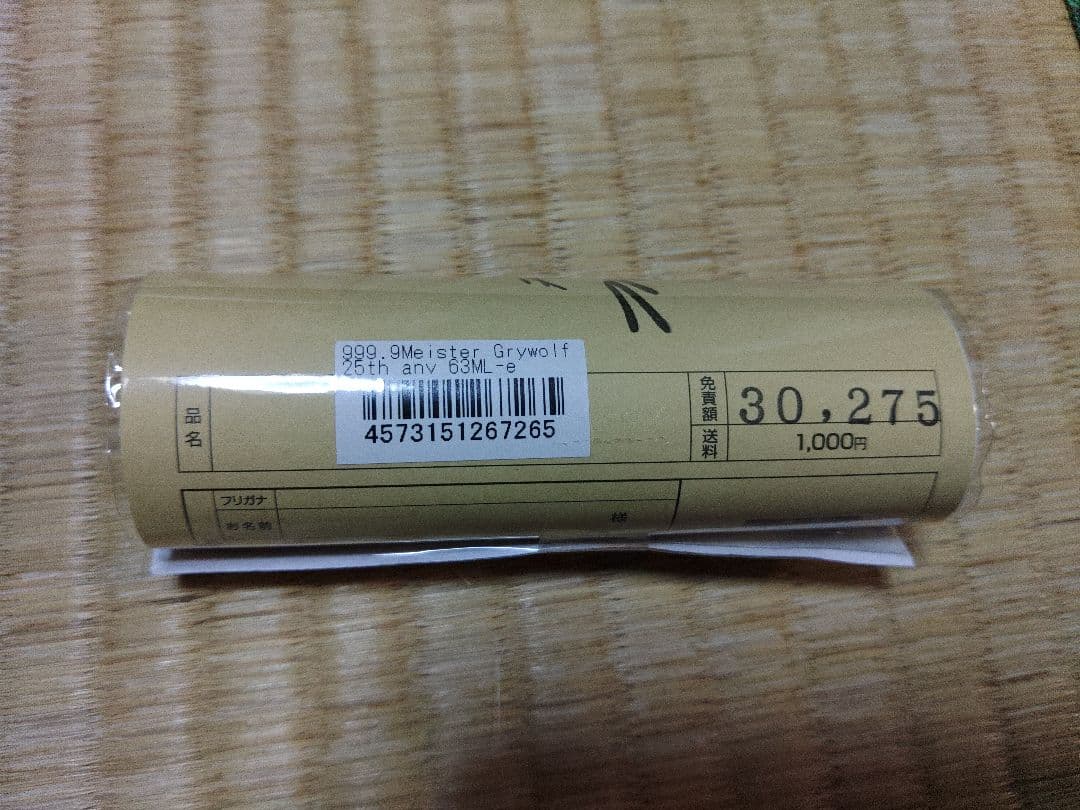 999.9Meister Grywolf
25th anv 63ML-e
4573151267265
品名
免責額
30,275
送料
1,000円
フリガナ
お名前
様